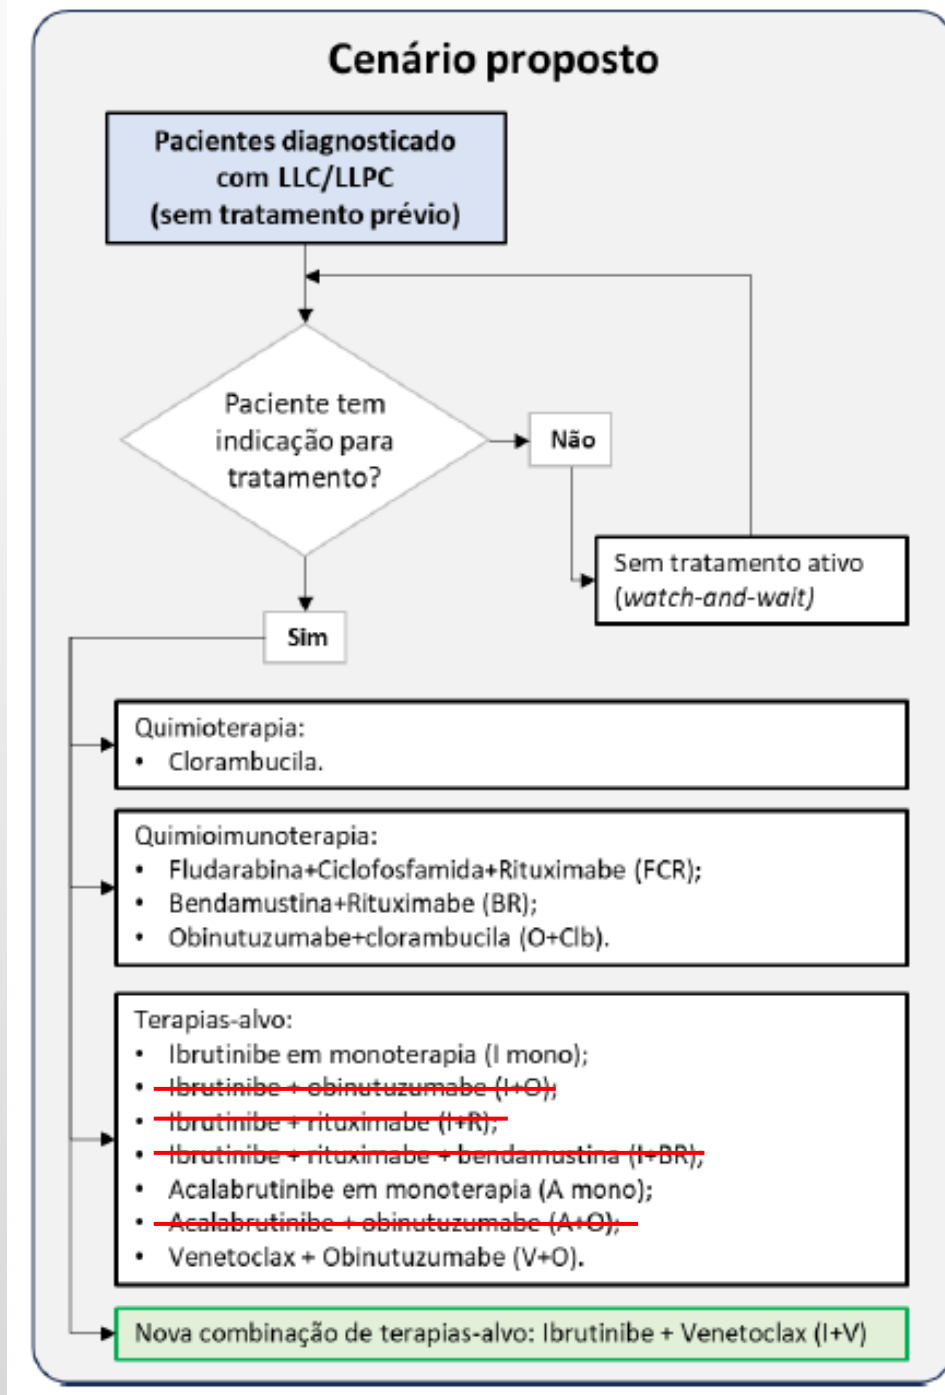 Cenário proposto
Pacientes diagnosticado
com LLC/LLPC
(sem tratamento prévio)
Paciente tem
indicação para
tratamento?
Não
Sem tratamento ativo
(watch-and-wait)
Sim
Quimioterapia:
• Clorambucila.
Quimioimunoterapia:
• Fludarabina+Ciclofosfamida+Rituximabe (FCR);
• Bendamustina+Rituximabe (BR);
• Obinutuzumabe+clorambucila (O+Clb).
Terapias-alvo:
• Ibrutinibe em monoterapia (I mono);
• Ibrutinibe + obinutuzumabe (I+O);
• Ibrutinibe + rituximabe (I+R);
• Ibrutinibe + rituximabe + bendamustina (I+BR);
• Acalabrutinibe em monoterapia (A mono);
• Acalabrutinibe + obinutuzumabe (A+O);
• Venetoclax + Obinutuzumabe (V+O).
Nova combinação de terapias-alvo: Ibrutinibe + Venetoclax (I+V)